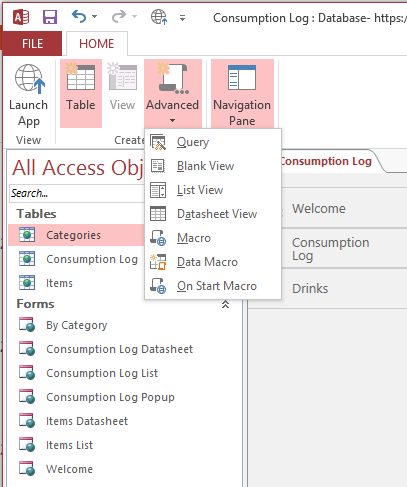 Consumption Log : Database- https:/
FILE
HOME
Launch App
Table
View
Advanced
Navigation Pane
View
Create
Query
Blank View
List View
Datasheet View
Macro
Data Macro
On Start Macro
All Access Obj
Search...
Tables
Categories
Consumption Log
Items
Forms
By Category
Consumption Log Datasheet
Consumption Log List
Consumption Log Popup
Items Datasheet
Items List
Welcome
Consumption Log
Welcome
Consumption
Log
Drinks